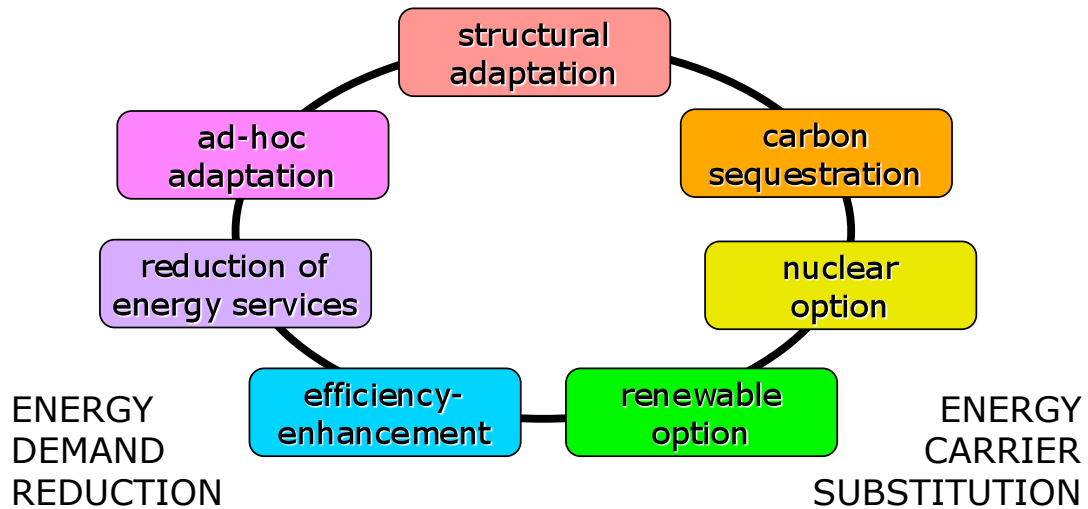 structural
adaptation
ad-hoc
adaptation
carbon
sequestration
reduction of
energy services
nuclear
option
efficiency-
enhancement
renewable
option
ENERGY
DEMAND
REDUCTION
ENERGY
CARRIER
SUBSTITUTION